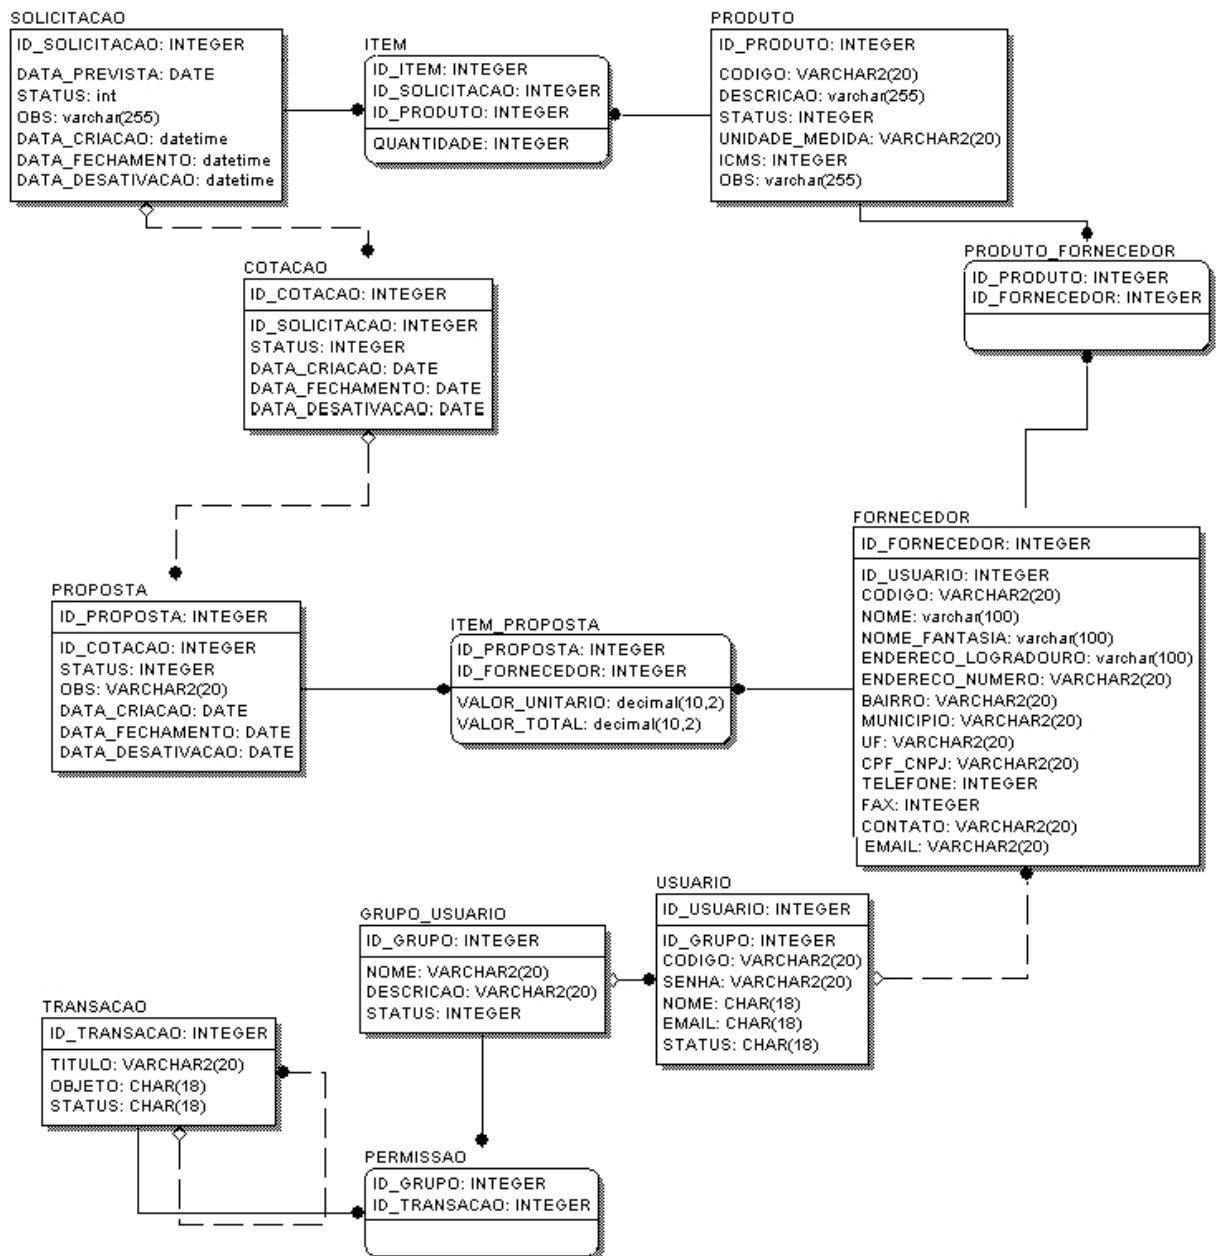 SOLICITACAO
ID_SOLICITACAO: INTEGER
DATA_PREVISTA: DATE
STATUS: int
OBS: varchar(255)
DATA_CRIACAO: datetime
DATA_FECHAMENTO: datetime
DATA_DESATIVACAO: datetime
ITEM
ID_ITEM: INTEGER
ID_SOLICITACAO: INTEGER
ID_PRODUTO: INTEGER
QUANTIDADE: INTEGER
PRODUTO
ID_PRODUTO: INTEGER
CODIGO: VARCHAR2(20)
DESCRICAO: varchar(255)
STATUS: INTEGER
UNIDADE_MEDIDA: VARCHAR2(20)
ICMS: INTEGER
OBS: varchar(255)
PRODUTO_FORNECEDOR
ID_PRODUTO: INTEGER
ID_FORNECEDOR: INTEGER
COTACAO
ID_COTACAO: INTEGER
ID_SOLICITACAO: INTEGER
STATUS: INTEGER
DATA_CRIACAO: DATE
DATA_FECHAMENTO: DATE
DATA_DESATIVACAO: DATE
PROPOSTA
ID_PROPOSTA: INTEGER
ID_COTACAO: INTEGER
STATUS: INTEGER
OBS: VARCHAR2(20)
DATA_CRIACAO: DATE
DATA_FECHAMENTO: DATE
DATA_DESATIVACAO: DATE
ITEM_PROPOSTA
ID_PROPOSTA: INTEGER
ID_FORNECEDOR: INTEGER
VALOR_UNITARIO: decimal(10,2)
VALOR_TOTAL: decimal(10,2)
FORNECEDOR
ID_FORNECEDOR: INTEGER
ID_USUARIO: INTEGER
CODIGO: VARCHAR2(20)
NOME: varchar(100)
NOME_FANTASIA: varchar(100)
ENDERECO_LOGRADOURO: varchar(100)
ENDERECO_NUMERO: VARCHAR2(20)
BAIRRO: VARCHAR2(20)
MUNICIPIO: VARCHAR2(20)
UF: VARCHAR2(20)
CPF_CNPJ: VARCHAR2(20)
TELEFONE: INTEGER
FAX: INTEGER
CONTATO: VARCHAR2(20)
EMAIL: VARCHAR2(20)
USUARIO
ID_USUARIO: INTEGER
ID_GRUPO: INTEGER
CODIGO: VARCHAR2(20)
SENHA: VARCHAR2(20)
NOME: CHAR(18)
EMAIL: CHAR(18)
STATUS: CHAR(18)
GRUPO_USUARIO
ID_GRUPO: INTEGER
NOME: VARCHAR2(20)
DESCRICAO: VARCHAR2(20)
STATUS: INTEGER
TRANSACAO
ID_TRANSACAO: INTEGER
TITULO: VARCHAR2(20)
OBJETO: CHAR(18)
STATUS: CHAR(18)
PERMISSAO
ID_GRUPO: INTEGER
ID_TRANSACAO: INTEGER